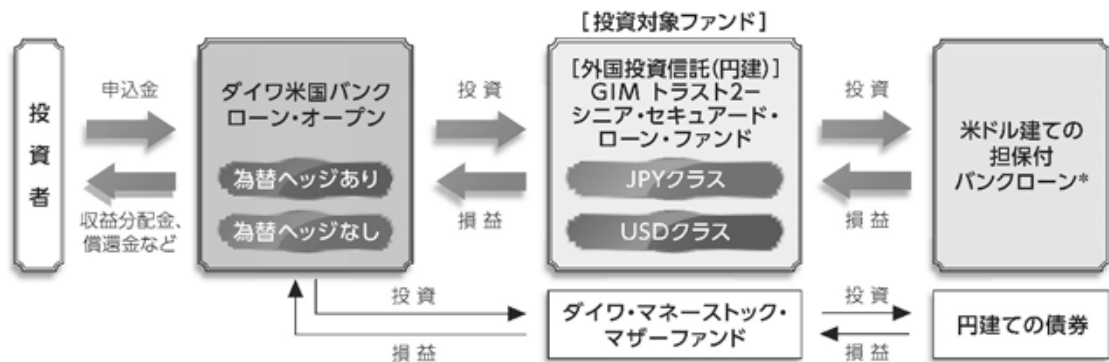 [投資対象ファンド]
投資者
申込金
収益分配金、
償還金など
ダイワ米国バンク
ローン・オープン
為替ヘッジあり
為替ヘッジなし
投資
損益
[外国投資信託(円建)]
GIM トラスト2−
シニア・セキュアード・
ローン・ファンド
JPYクラス
USDクラス
投資
損益
米ドル建ての
担保付
バンクローン*
投資
損益
ダイワ・マネーストック・
マザーファンド
投資
損益
円建ての債券